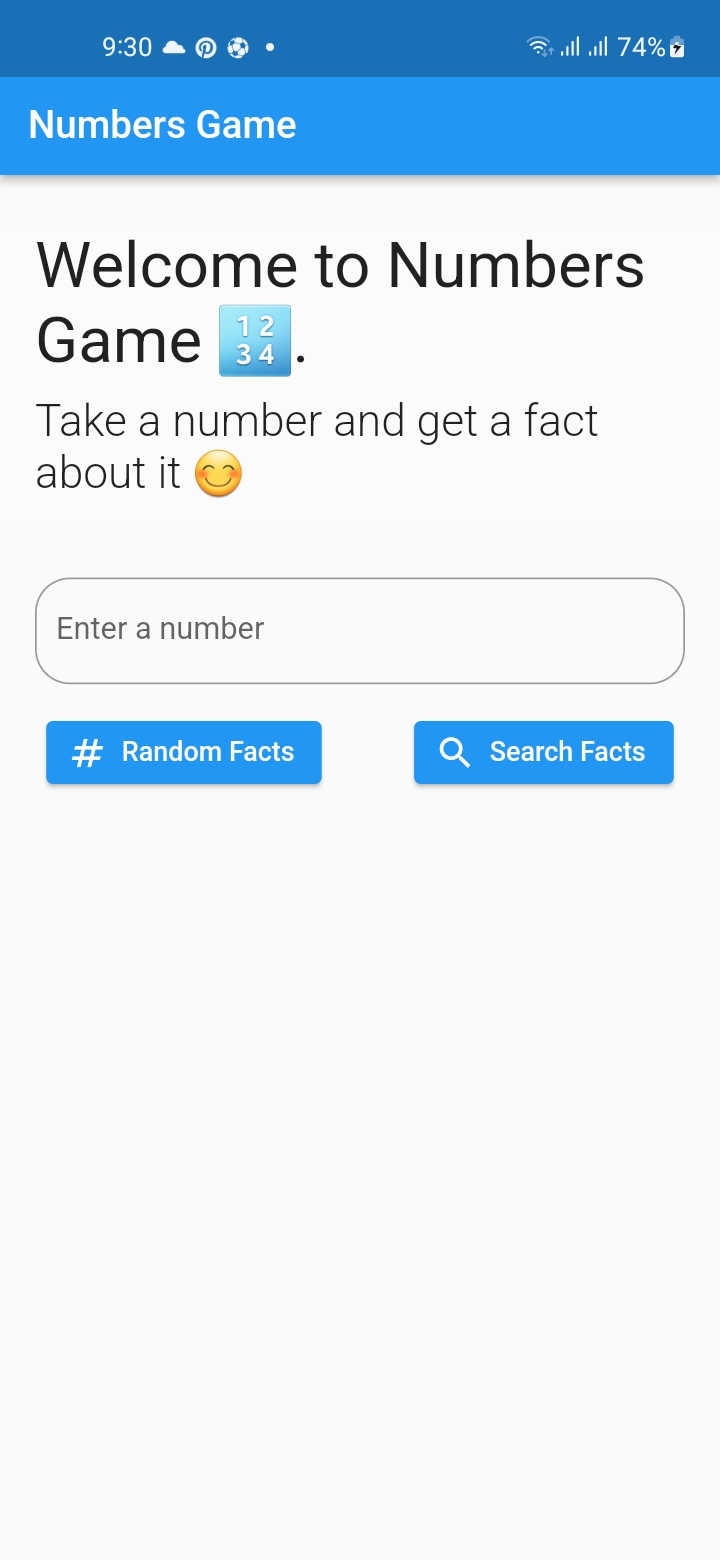 9:30 74%
Numbers Game
Welcome to Numbers
Game 🔢.
Take a number and get a fact
about it 😊
Enter a number
# Random Facts
Search Facts